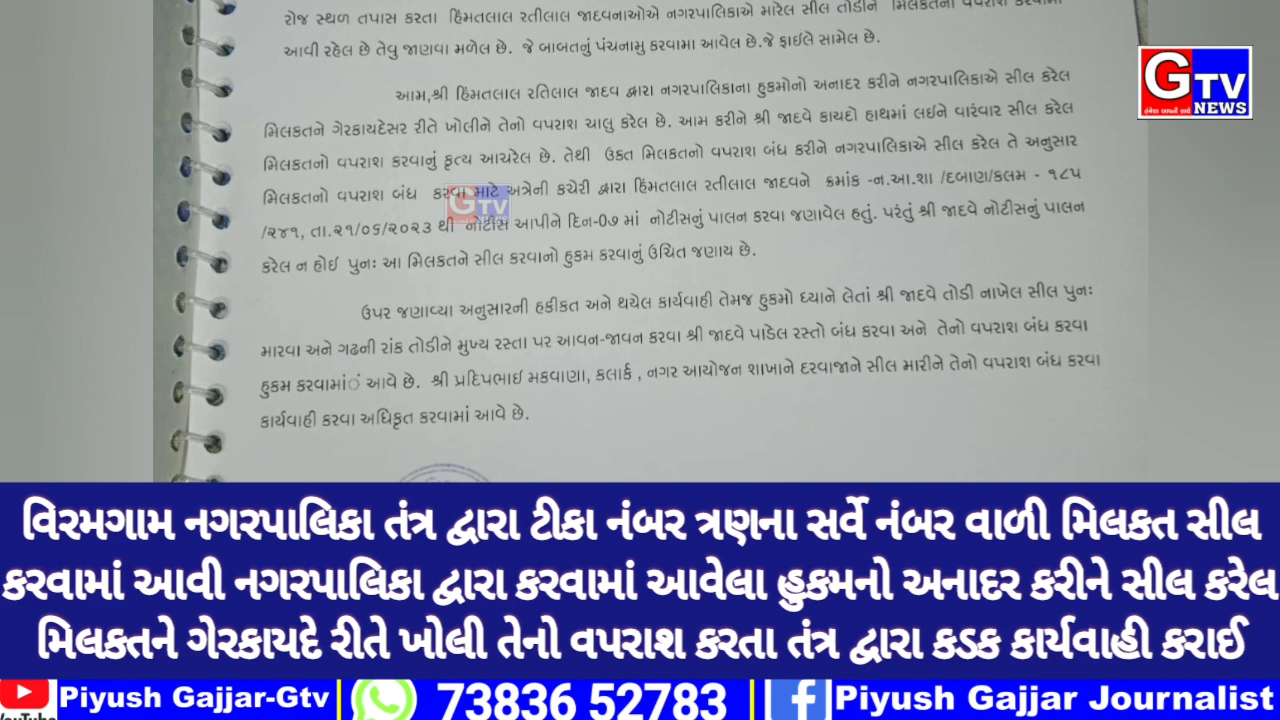 રોજ સ્થળ તપાસ કરતા હિંમતલાલ રતીલાલ જાદવનાઓએ નગરપાલિકાએ મારેલ સીલ તોડીને મિલકતના વપરાશ કરવામાં
આવી રહેલ છે તેવુ જાણવા મળેલ છે. જે બાબતનું પંચનામુ કરવામા આવેલ છે.જે ફાઈલે સામેલ છે.
આમ,શ્રી હિંમતલાલ રતિલાલ જાદવ દ્વારા નગરપાલિકાના હુકમોનો અનાદર કરીને નગરપાલિકાએ સીલ કરેલ
મિલકતને ગેરકાયદેસર રીતે ખોલીને તેનો વપરાશ ચાલુ કરેલ છે. આમ કરીને શ્રી જાદવે કાયદો હાથમાં લઇને વારંવાર સીલ કરેલ
મિલકતનો વપરાશ કરવાનું કૃત્ય આચરેલ છે. તેથી ઉક્ત મિલકતનો વપરાશ બંધ કરીને નગરપાલિકાએ સીલ કરેલ તે અનુસાર
મિલકતનો વપરાશ બંધ કરવા માટે અત્રેની કચેરી દ્વારા હિંમતલાલ રતીલાલ જાદવને ક્રમાંક -ન.આ.શા /દબાણ/કલમ - ૧૮૫
/૨૪૧, તા.૨૧/૦૬/૨૦૨૩ થી નોટીસ આપીને દિન-0૭ માં નોટીસનું પાલન કરવા જણાવેલ હતું. પરંતું શ્રી જાદવે નોટીસનું પાલન
કરેલ ન હોઈ પુનઃ આ મિલકતને સીલ કરવાનો હુકમ કરવાનું ઉચિત જણાય છે.
ઉપર જણાવ્યા અનુસારની હકીકત અને થયેલ કાર્યવાહી તેમજ હુકમો ધ્યાને લેતાં શ્રી જાદવે તોડી નાખેલ સીલ પુનઃ
મારવા અને ગઢની રાંક તોડીને મુખ્ય રસ્તા પર આવન-જાવન કરવા શ્રી જાદવે પાડેલ રસ્તો બંધ કરવા અને તેનો વપરાશ બંધ કરવા
હુકમ કરવામાંં આવે છે. શ્રી પ્રદિપભાઈ મકવાણા, કલાર્ક , નગર આયોજન શાખાને દરવાજાને સીલ મારીને તેનો વપરાશ બંધ કરવા
કાર્યવાહી કરવા અધિકૃત કરવામાં આવે છે.
GTV
NEWS
GTV
વિરમગામ નગરપાલિકા તંત્ર દ્વારા ટીકા નંબર ત્રણના સર્વે નંબર વાળી મિલકત સીલ
કરવામાં આવી નગરપાલિકા દ્વારા કરવામાં આવેલા હુકમનો અનાદર કરીને સીલ કરેલ
મિલકતને ગેરકાયદે રીતે ખોલી તેનો વપરાશ કરતા તંત્ર દ્વારા કડક કાર્યવાહી કરાઈ
Piyush Gajjar-Gtv 73836 52783 Piyush Gajjar Journalist
YouTube